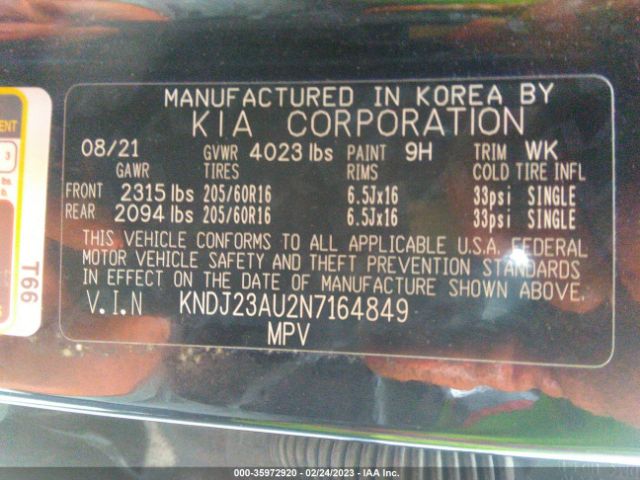 MANUFACTURED IN KOREA BY
KIA CORPORATION
08/21 GVWR 4023 lbs PAINT 9H TRIM WK
GAWR TIRES RIMS COLD TIRE INFL
FRONT 2315 lbs 205/60R16 6.5Jx16 33psi SINGLE
REAR 2094 lbs 205/60R16 6.5Jx16 33psi SINGLE
THIS VEHICLE CONFORMS TO ALL APPLICABLE U.S.A. FEDERAL
MOTOR VEHICLE SAFETY AND THEFT PREVENTION STANDARDS
IN EFFECT ON THE DATE OF MANUFACTURE SHOWN ABOVE.
V.I.N KNDJ23AU2N7164849
MPV
3
T66
000-35972920 - 02/24/2023 - IAA Inc.